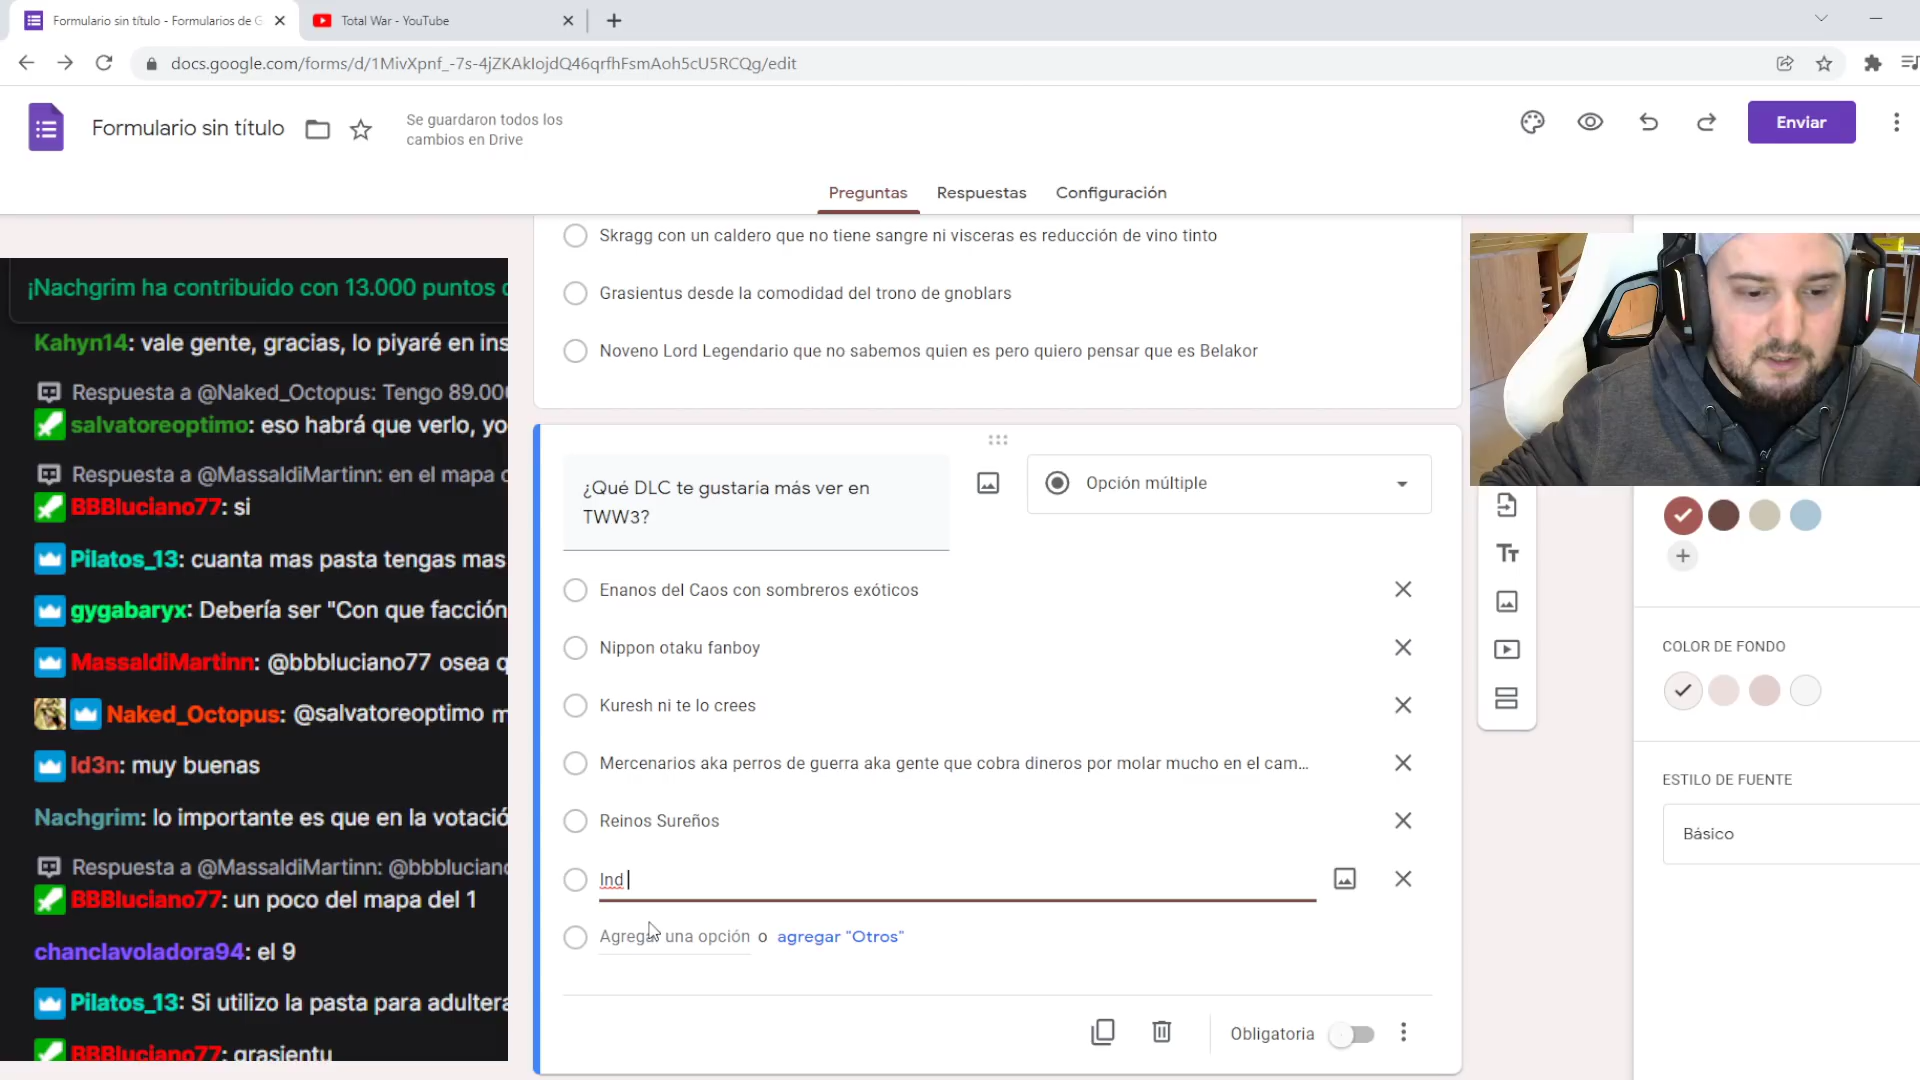 Formulario sin título - Formularios de G
Total War - YouTube
docs.google.com/forms/d/1MivXpnf_-7s-4jZKAkIojdQ46qrfhFsmAoh5cU5RCQg/edit
Formulario sin título
Se guardaron todos los
cambios en Drive
Enviar
Preguntas
Respuestas
Configuración
Skragg con un caldero que no tiene sangre ni visceras es reducción de vino tinto
Grasientus desde la comodidad del trono de gnoblars
Noveno Lord Legendario que no sabemos quien es pero quiero pensar que es Belakor
¿Qué DLC te gustaría más ver en
TWW3?
Opción múltiple
Enanos del Caos con sombreros exóticos
Nippon otaku fanboy
Kuresh ni te lo crees
Mercenarios aka perros de guerra aka gente que cobra dineros por molar mucho en el cam...
Reinos Sureños
Ind
Agregar una opción o agregar "Otros"
Obligatoria
¡Nachgrim ha contribuido con 13.000 puntos
Kahyn14: vale gente, gracias, lo piyaré en ins
Respuesta a @Naked_Octopus: Tengo 89.00
salvatoreoptimo: eso habrá que verlo, yo
Respuesta a @MassaldiMartinn: en el mapa
BBBluciano77: si
Pilatos_13: cuanta mas pasta tengas mas
gygabaryx: Debería ser "Con que facción
MassaldiMartinn: @bbbluciano77 osea q
Naked_Octopus: @salvatoreoptimo m
Id3n: muy buenas
Nachgrim: lo importante es que en la votació
Respuesta a @MassaldiMartinn: @bbbluciano
BBBluciano77: un poco del mapa del 1
chanclavoladora94: el 9
Pilatos_13: Si utilizo la pasta para adultera
BBBluciano77: grasientu
COLOR DE FONDO
ESTILO DE FUENTE
Básico